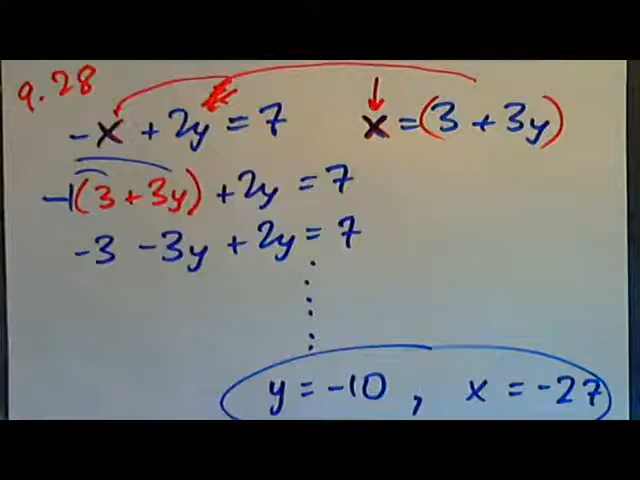 9.28
-x + 2y = 7 x = (3 + 3y)
-1(3 + 3y) + 2y = 7
-3 - 3y + 2y = 7
y = -10 , x = -27